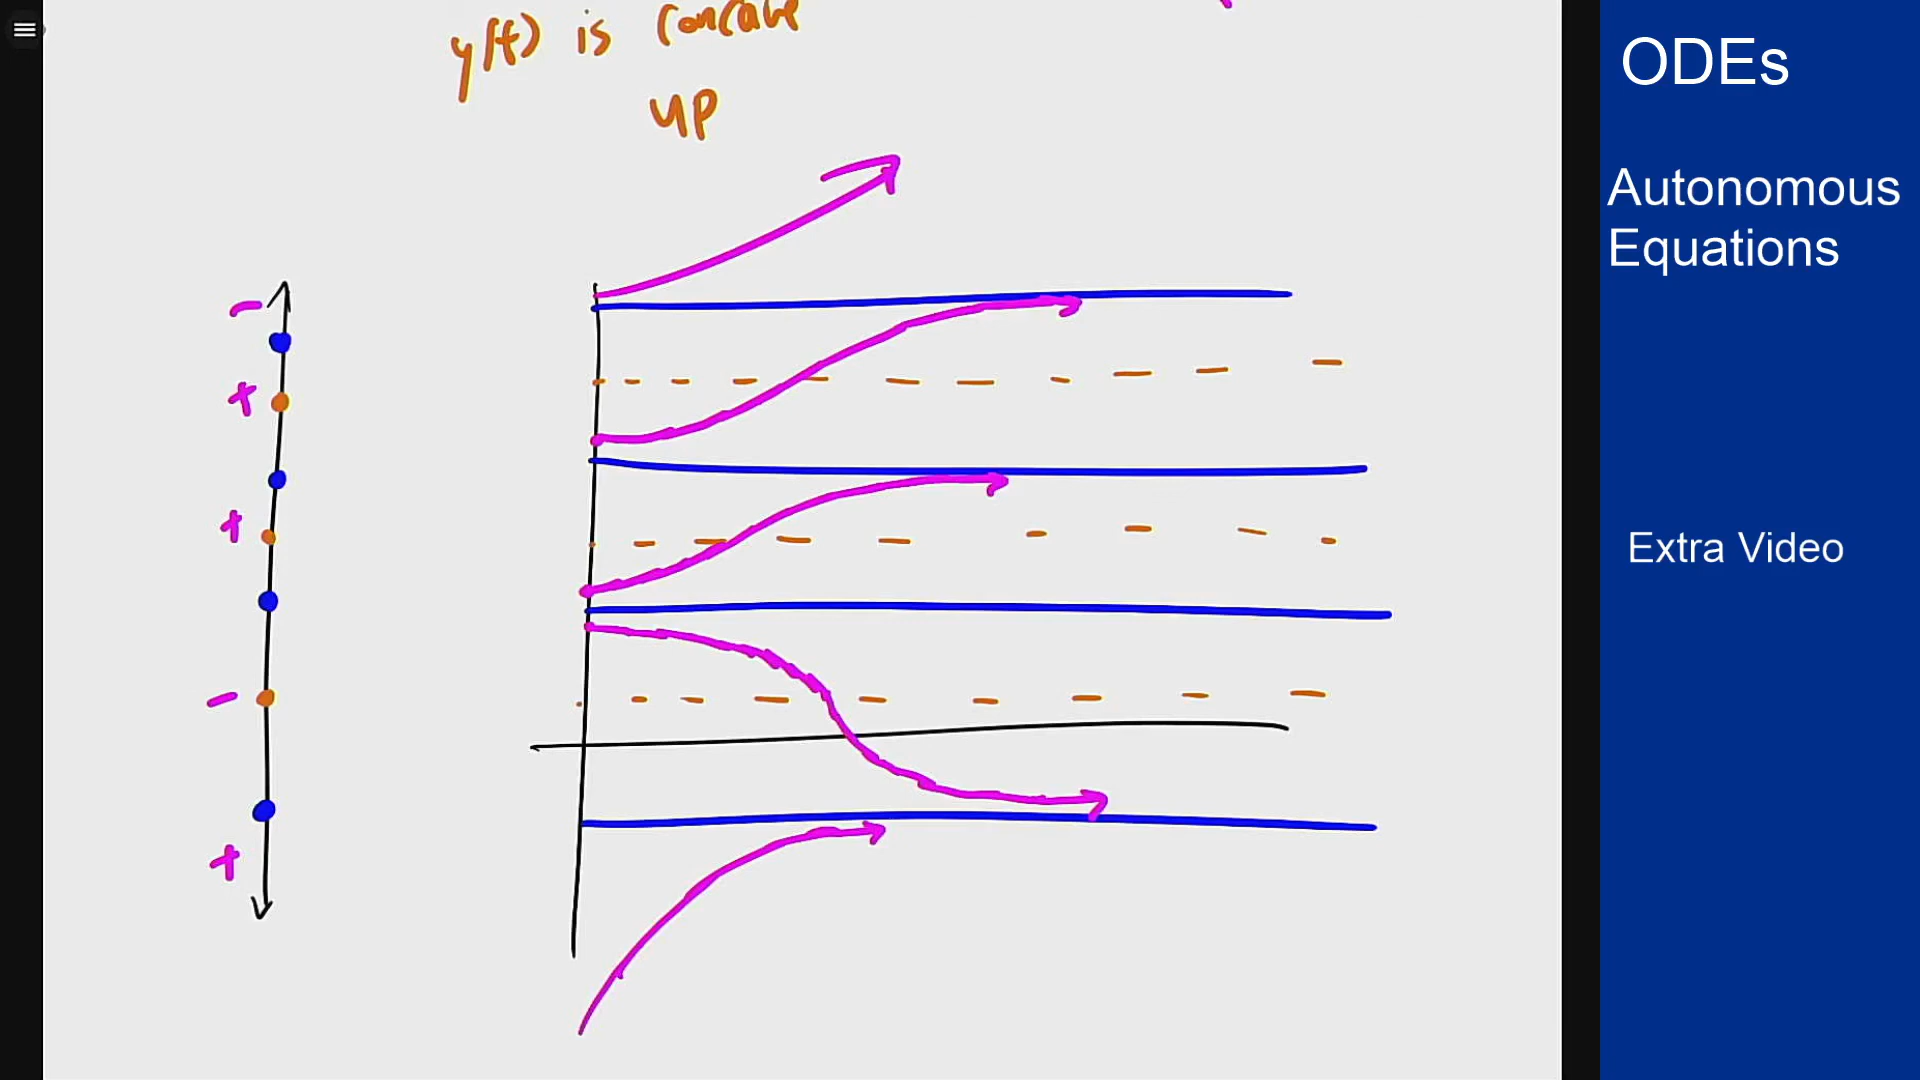 y(t) is concave
up
−
+
+
−
+
ODEs
Autonomous
Equations
Extra Video